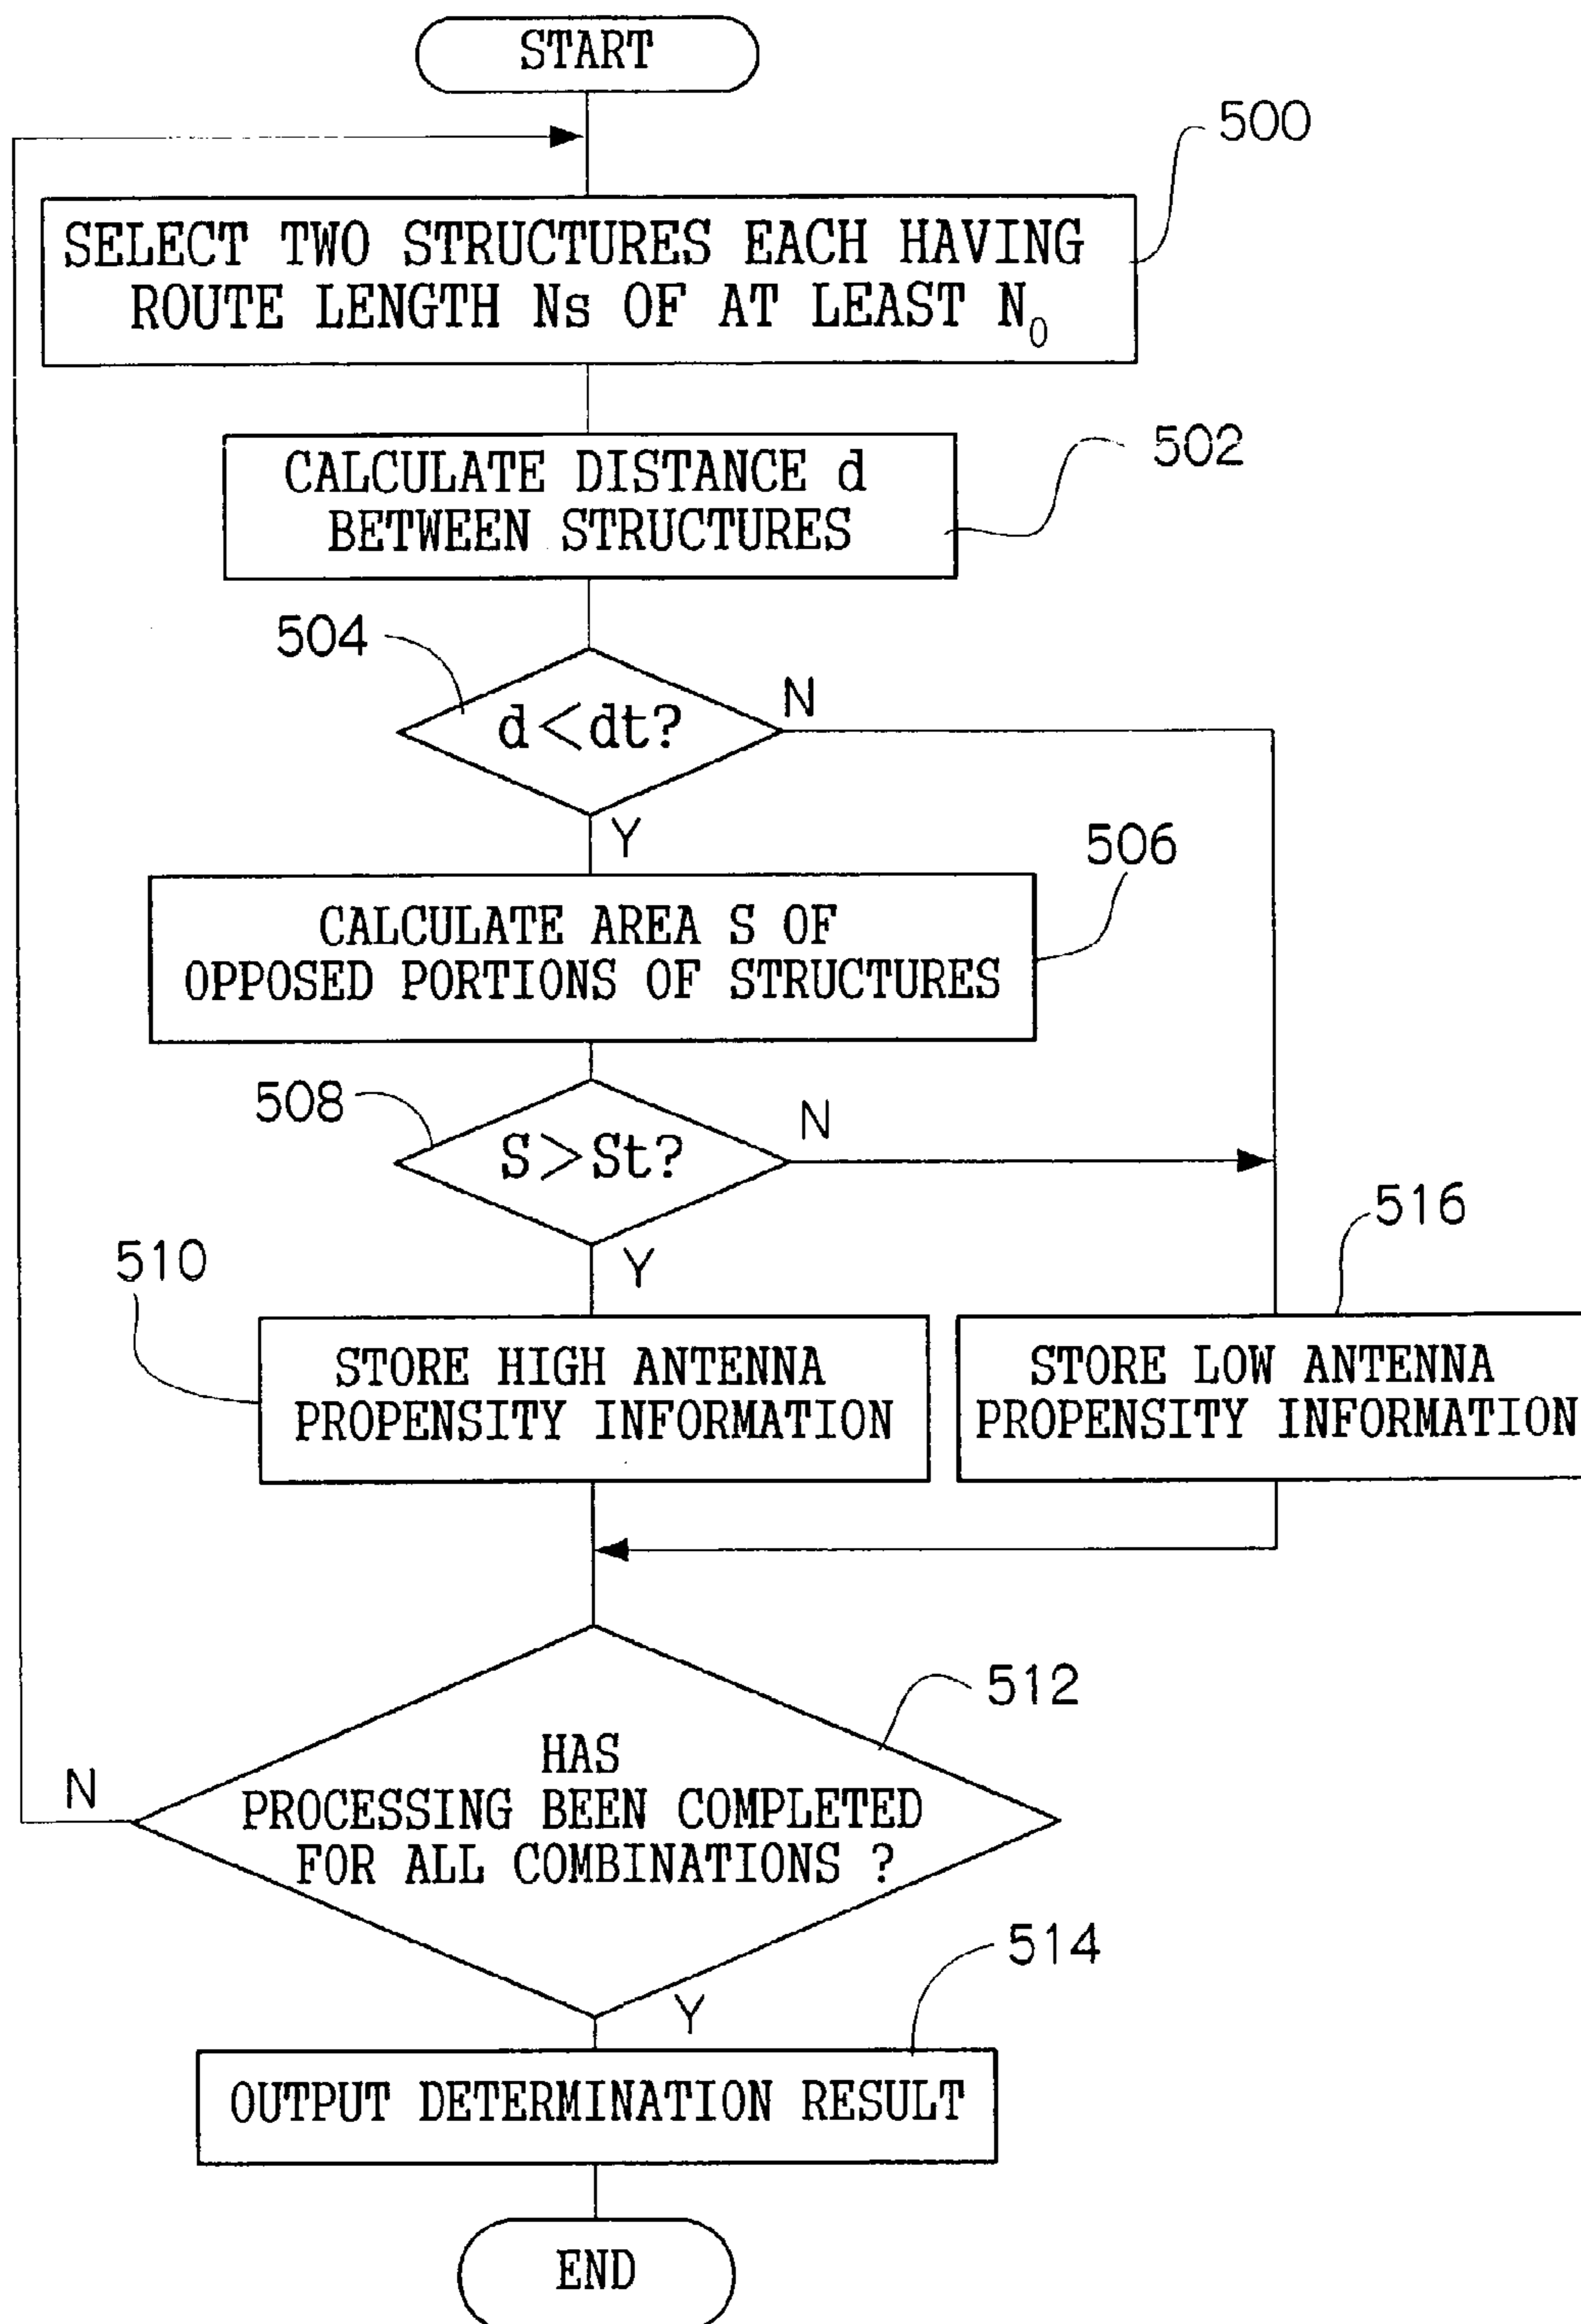 START
500
SELECT TWO STRUCTURES EACH HAVING
ROUTE LENGTH Ns OF AT LEAST N₀
502
CALCULATE DISTANCE d
BETWEEN STRUCTURES
504
d<dt?
N
Y
506
CALCULATE AREA S OF
OPPOSED PORTIONS OF STRUCTURES
508
S>St?
N
Y
510
516
STORE HIGH ANTENNA
PROPENSITY INFORMATION
STORE LOW ANTENNA
PROPENSITY INFORMATION
512
HAS
PROCESSING BEEN COMPLETED
FOR ALL COMBINATIONS ?
N
Y
514
OUTPUT DETERMINATION RESULT
END